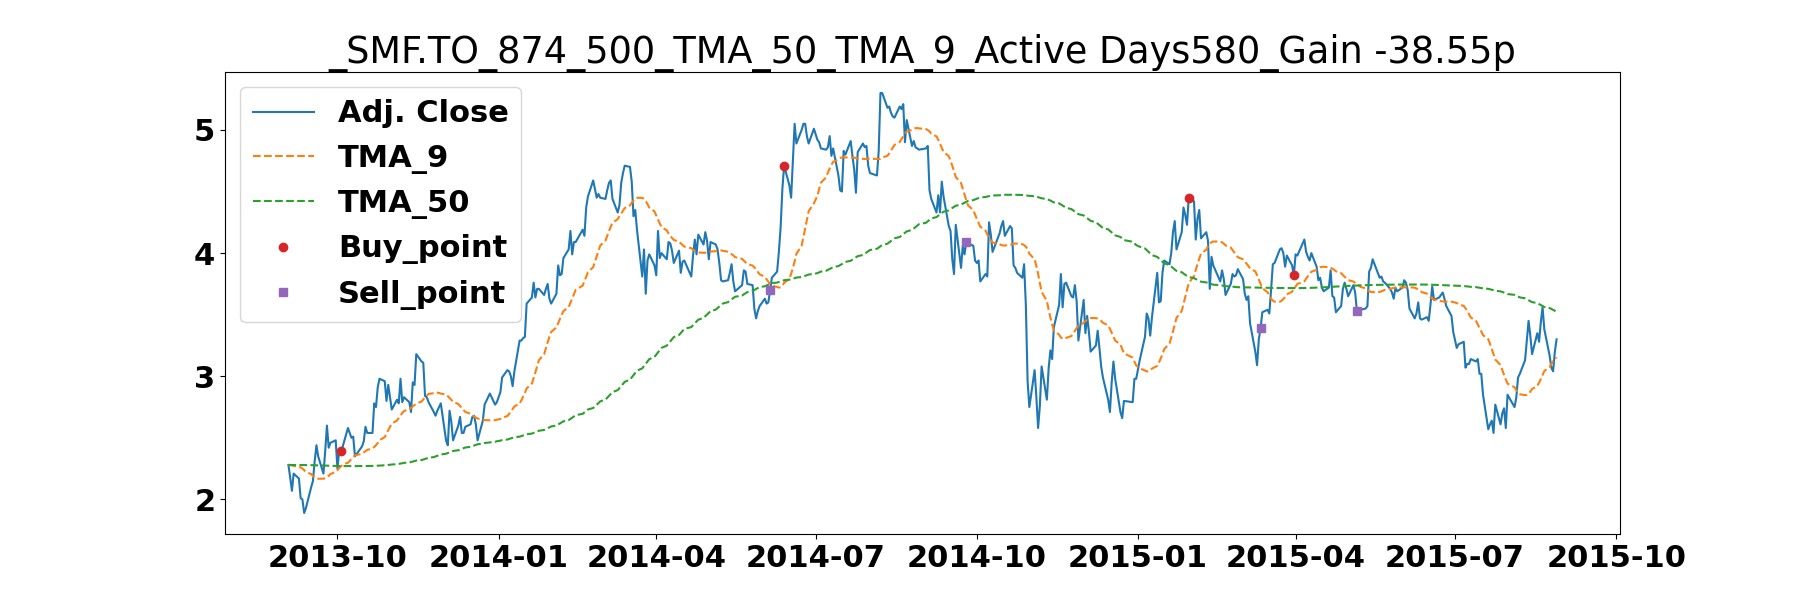 _SMF.TO_874_500_TMA_50_TMA_9_Active Days580_Gain -38.55p
Adj. Close
TMA_9
TMA_50
Buy_point
Sell_point
5
4
3
2
2013-10 2014-01 2014-04 2014-07 2014-10 2015-01 2015-04 2015-07 2015-10